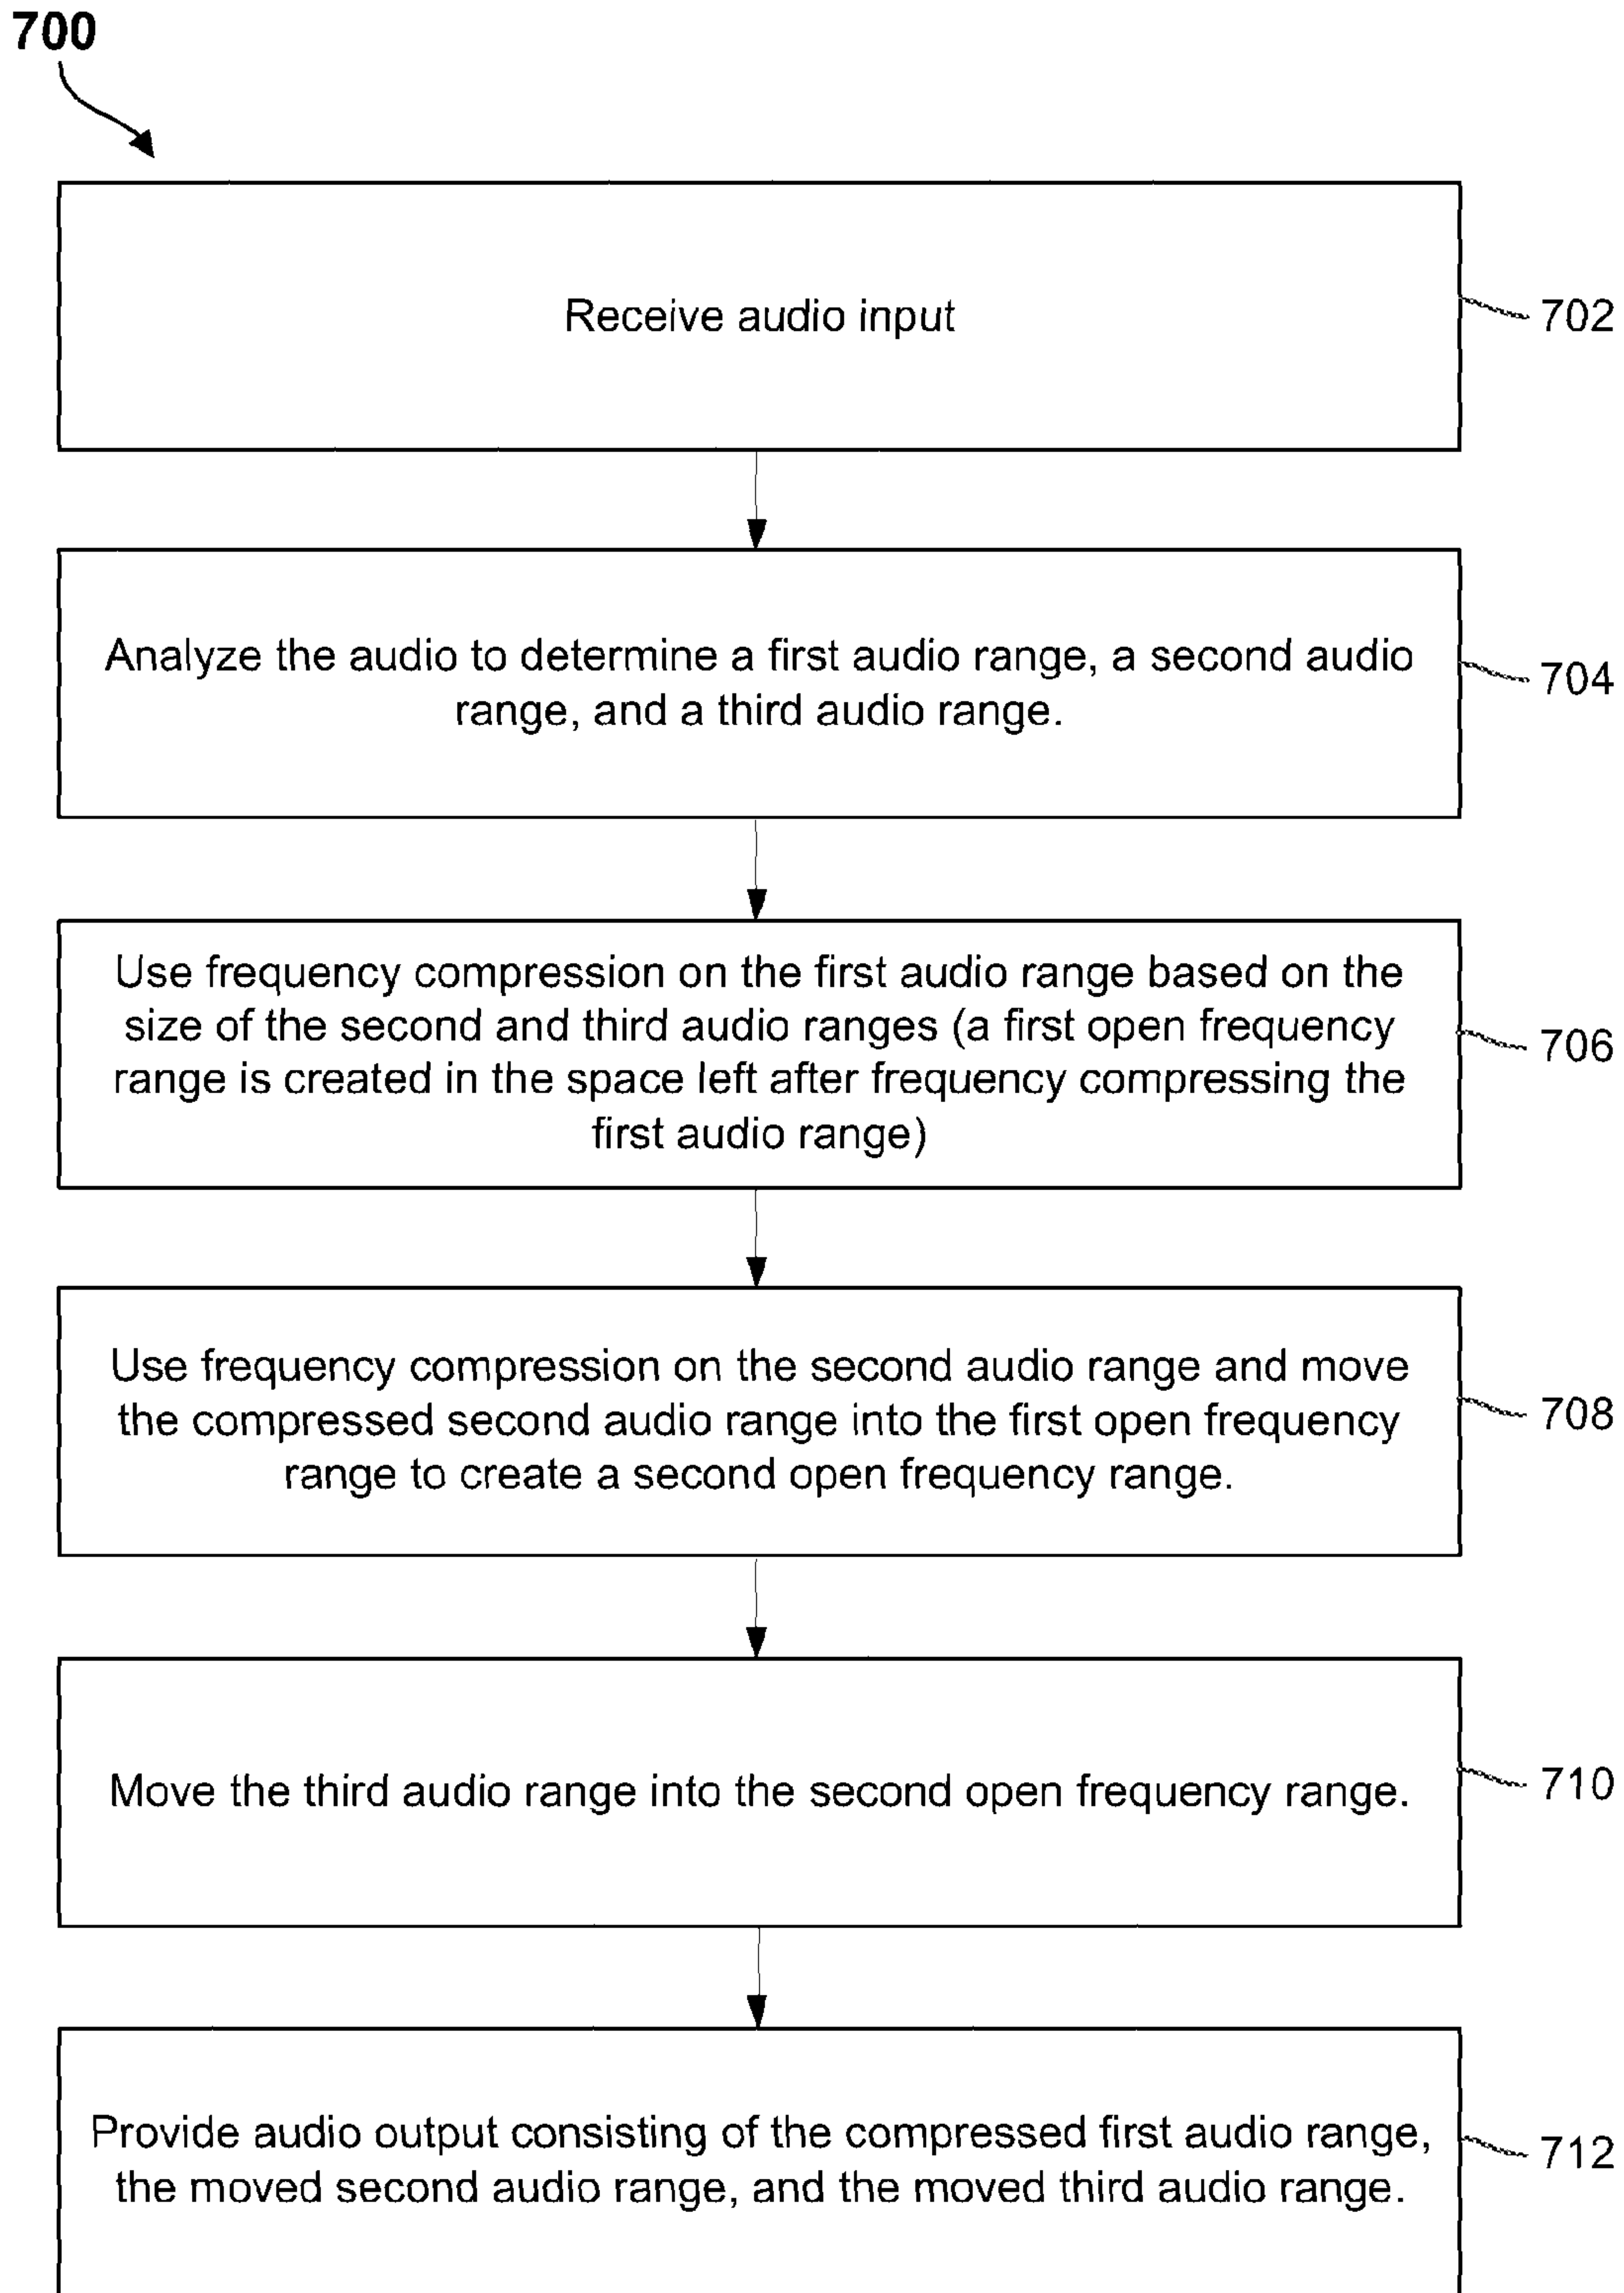 700
Receive audio input
702
Analyze the audio to determine a first audio range, a second audio
range, and a third audio range.
704
Use frequency compression on the first audio range based on the
size of the second and third audio ranges (a first open frequency
range is created in the space left after frequency compressing the
first audio range)
706
Use frequency compression on the second audio range and move
the compressed second audio range into the first open frequency
range to create a second open frequency range.
708
Move the third audio range into the second open frequency range.
710
Provide audio output consisting of the compressed first audio range,
the moved second audio range, and the moved third audio range.
712